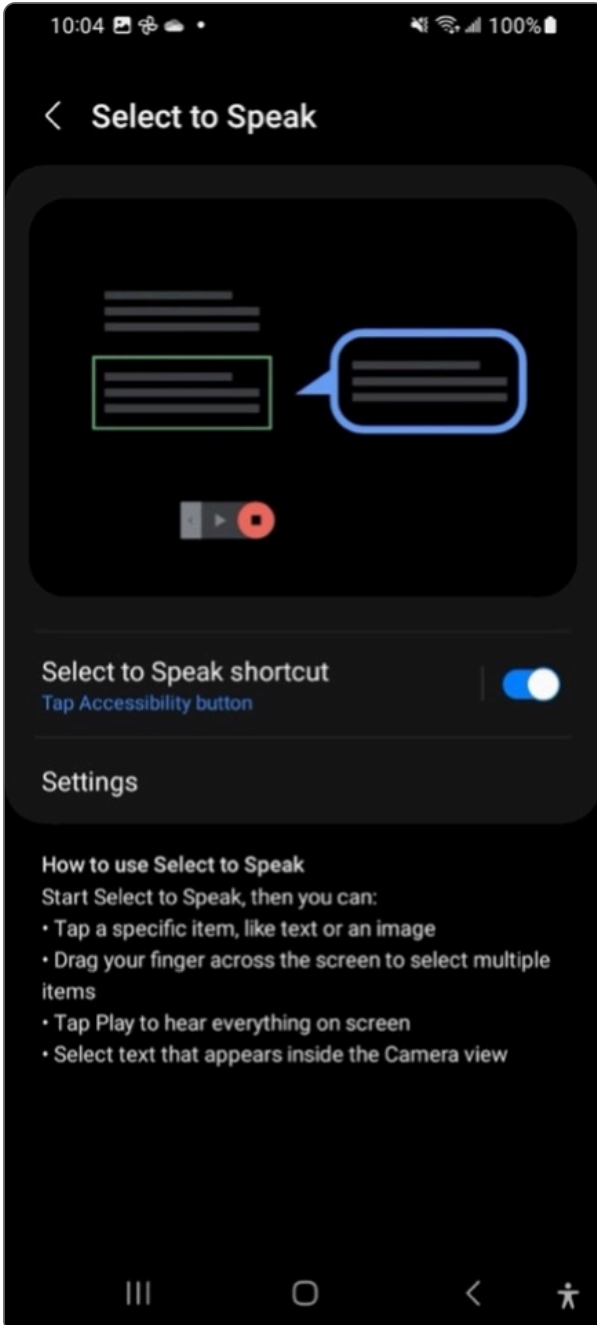 10:04 100%
Select to Speak
Select to Speak shortcut
Tap Accessibility button
Settings
How to use Select to Speak
Start Select to Speak, then you can:
• Tap a specific item, like text or an image
• Drag your finger across the screen to select multiple
items
• Tap Play to hear everything on screen
• Select text that appears inside the Camera view